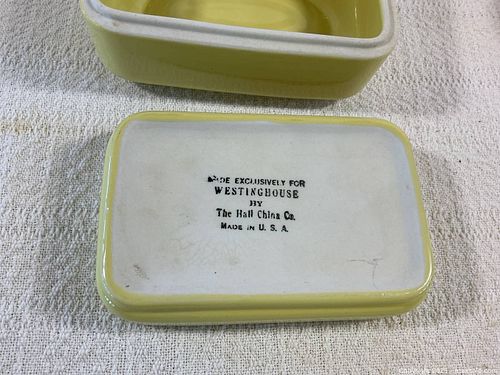 MADE EXCLUSIVELY FOR
WESTINGHOUSE
BY
The Hall China Co.
MADE IN U. S. A.